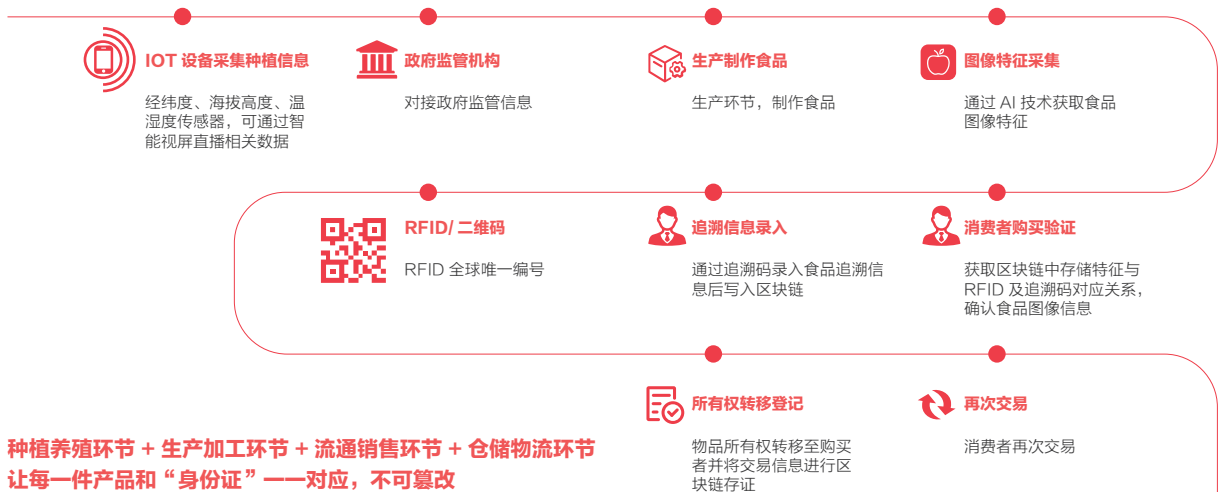 IOT 设备采集种植信息
经纬度、海拔高度、温
湿度传感器，可通过智
能视屏直播相关数据
政府监管机构
对接政府监管信息
生产制作食品
生产环节，制作食品
图像特征采集
通过 AI 技术获取食品
图像特征
RFID/ 二维码
RFID 全球唯一编号
追溯信息录入
通过追溯码录入食品追溯信
息后写入区块链
消费者购买验证
获取区块链中存储特征与
RFID 及追溯码对应关系，
确认食品图像信息
所有权转移登记
物品所有权转移至购买
者并将交易信息进行区
块链存证
再次交易
消费者再次交易
种植养殖环节 + 生产加工环节 + 流通销售环节 + 仓储物流环节
让每一件产品和“身份证”一一对应，不可篡改